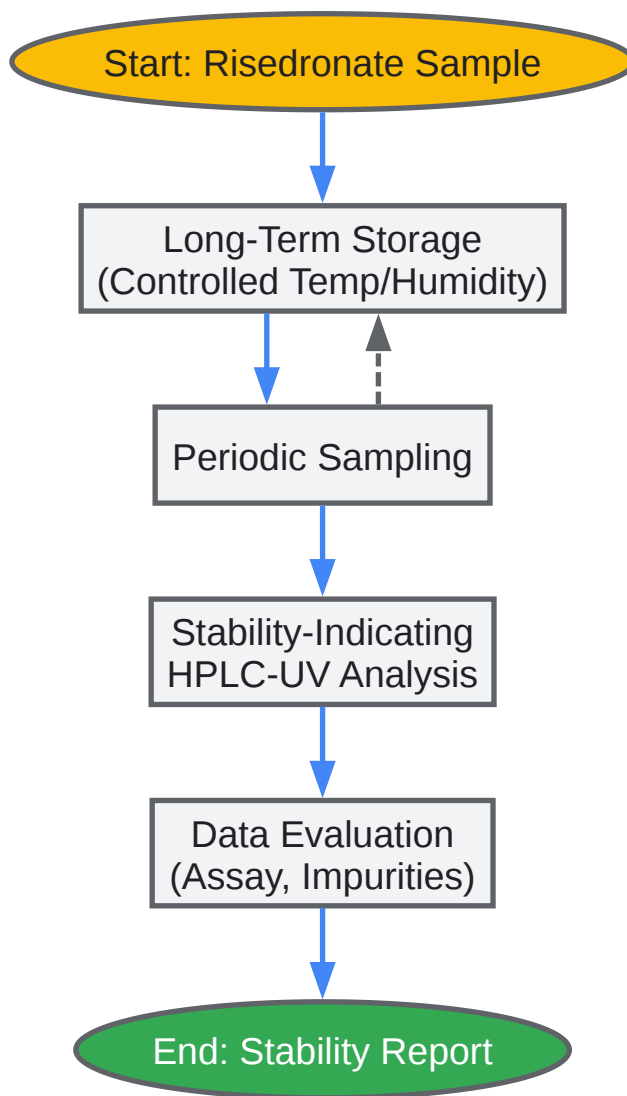 Start: Risedronate Sample
Long-Term Storage
(Controlled Temp/Humidity)
Periodic Sampling
Stability-Indicating
HPLC-UV Analysis
Data Evaluation
(Assay, Impurities)
End: Stability Report